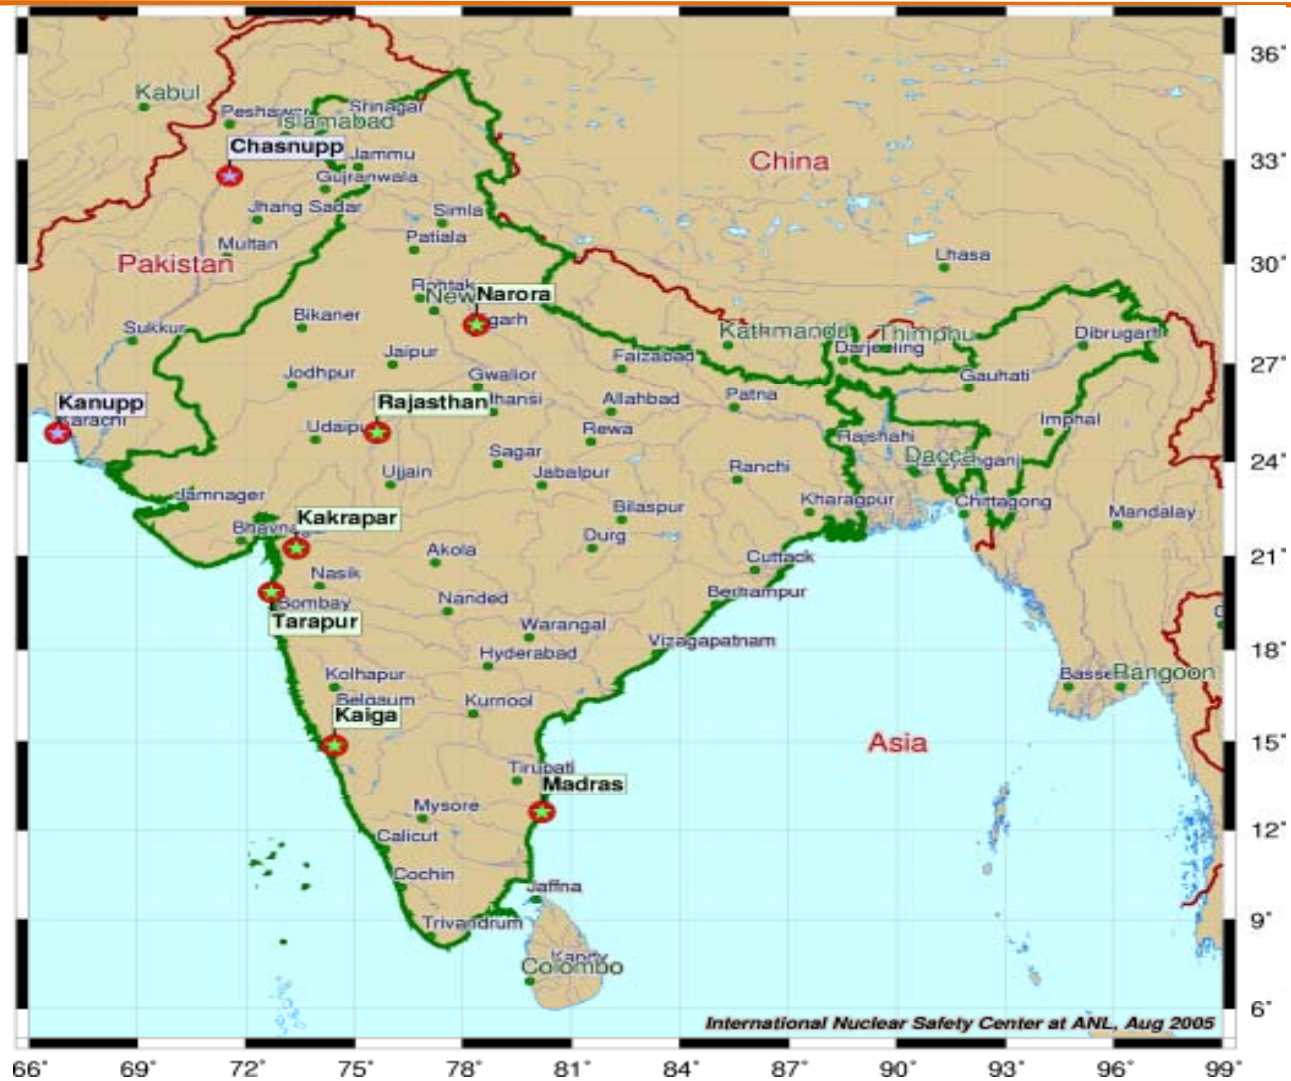 36°
Kabul
Srinagar
Peshawar
Islamabad
Chasnupp
Jammu
China
33°
Gujranwala
Jhang Sadar
Simla
Multan
Patiala
Lhasa
Pakistan
30°
Rohtak
New
Narora
garh
Bikaner
Sukkur
Kathmandu
Thimphu
Dibrugarh
Jaipur
Faizabad
Darjeeling
27°
Jodhpur
Gwalior
Gauhati
Kanupp
Karachi
Rajasthan
Jhansi
Allahbad
Patna
Imphal
Udaipur
Rewa
Rajshahi
Sagar
Dacca
24°
Ujjain
Jabalpur
Ranchi
Jamnager
Bilaspur
Kharagpur
Chittagong
Mandalay
Kakrapar
Bhavna
Durg
Akola
Cuttack
21°
Nasik
Bombay
Nanded
Berhampur
Tarapur
Warangal
Vizagapatnam
18°
Hyderabad
Kolhapur
Basse
Rangoon
Belgaum
Kurnool
Kaiga
Asia
15°
Tirupati
Madras
Mysore
12°
Calicut
Cochin
Jaffna
9°
Trivandrum
Kandy
Colombo
6°
International Nuclear Safety Center at ANL, Aug 2005
66° 69° 72° 75° 78° 81° 84° 87° 90° 93° 96° 99°